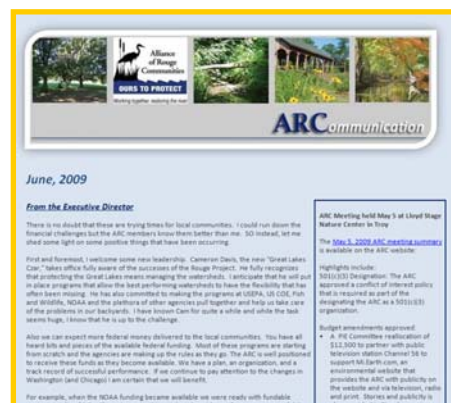 Alliance
of Rouge
Communities
OURS TO PROTECT
Working together, restoring the river
ARCommunication
June, 2009
From the Executive Director
There is no doubt that these are trying times for local communities. I could run down the
financial challenges but the ARC members know them better than me. SO instead, let me
shed some light on some positive things that have been occurring.
First and foremost, I welcome some new leadership. Cameron Davis, the new "Great Lakes
Czar," takes office fully aware of the successes of the Rouge Project. He fully recognizes
that protecting the Great Lakes means managing the watersheds. I anticipate that he will put
in place programs that allow the best performing watersheds to have the flexibility that has
often been missing. He has also committed to making the programs at USEPA, US COE, Fish
and Wildlife, NOAA and the plethora of other agencies pull together and help us take care
of the problems in our backyards. I have known Cam for quite a while and while the task
seems huge, I know that he is up to the challenge.
Also we can expect more federal money delivered to the local communities. You have all
heard bits and pieces of the available federal funding. Most of these programs are starting
from scratch and the agencies are making up the rules as they go. The ARC is well positioned
to receive these funds as they become available. We have a plan, an organization, and a
track record of successful performance. If we continue to pay attention to the changes in
Washington (and Chicago) I am certain that we will benefit.
For example, when the NOAA funding became available we were ready with fundable
ARC Meeting held May 5 at Lloyd Stage
Nature Center in Troy
The May 5, 2009 ARC meeting summary
is available on the ARC website.
Highlights include:
501(c)(3) Designation: The ARC
approved a conflict of interest policy
that is required as part of the
designating the ARC as a 501(c)(3)
organization.
Budget amendments approved:
• A PIE Committee reallocation of
$12,500 to partner with public
television station Channel 56 to
support MiEarth.com, an
environmental website that
provides the ARC with publicity on
the website and via television, radio
and print. Stories and publicity is